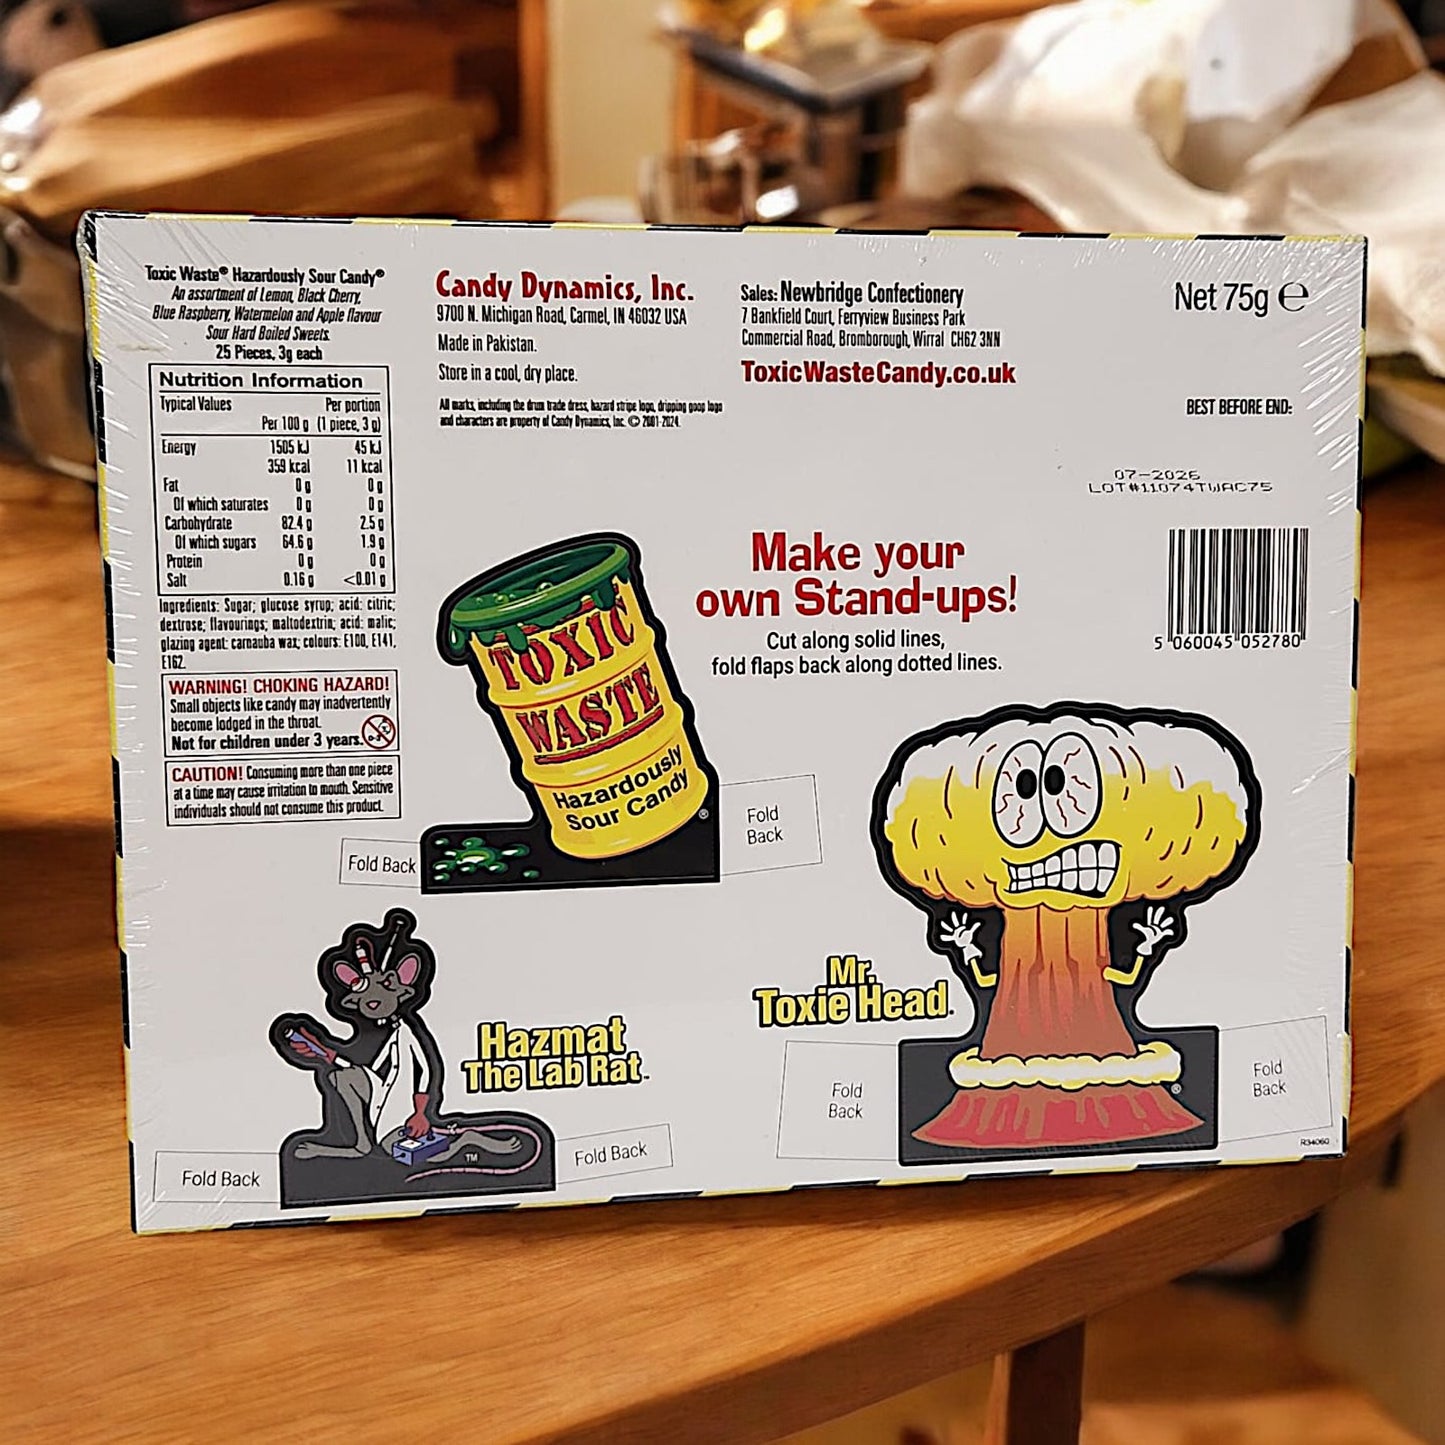 Toxic Waste® Hazardously Sour Candy®
An assortment of Lemon, Black Cherry,
Blue Raspberry, Watermelon and Apple flavour
Sour Hard Boiled Sweets.
25 Pieces, 3g each
Nutrition Information
Typical Values Per portion
Per 100 g (1 piece, 3 g)
Energy 1505 kJ 45 kJ
359 kcal 11 kcal
Fat 0 g 0 g
Of which saturates 0 g 0 g
Carbohydrate 82.4 g 2.5 g
Of which sugars 64.6 g 1.9 g
Protein 0 g 0 g
Salt 0.16 g <0.01 g
Ingredients: Sugar; glucose syrup; acid: citric;
dextrose; flavourings; maltodextrin; acid: malic;
glazing agent: carnauba wax; colours: E100, E141,
E162.
WARNING! CHOKING HAZARD!
Small objects like candy may inadvertently
become lodged in the throat.
Not for children under 3 years.
0-3
CAUTION! Consuming more than one piece
at a time may cause irritation to mouth. Sensitive
individuals should not consume this product.
Candy Dynamics, Inc.
9700 N. Michigan Road, Carmel, IN 46032 USA
Made in Pakistan.
Store in a cool, dry place.
All marks, including the drum trade dress, hazard stripe logo, dripping goop logo
and characters are property of Candy Dynamics, Inc. © 2001-2024.
Sales: Newbridge Confectionery
7 Bankfield Court, Ferryview Business Park
Commercial Road, Bromborough, Wirral CH62 3NN
ToxicWasteCandy.co.uk
Net 75g ℮
BEST BEFORE END:
07-2026
LOT#11074TWAC75
5 060045 052780
Make your
own Stand-ups!
Cut along solid lines,
fold flaps back along dotted lines.
TOXIC
WASTE
Hazardously
Sour Candy
®
Fold Back
Fold
Back
Hazmat
The Lab Rat™
TM
Fold Back
Fold Back
Mr.
Toxie Head®
®
Fold
Back
Fold
Back
R34060